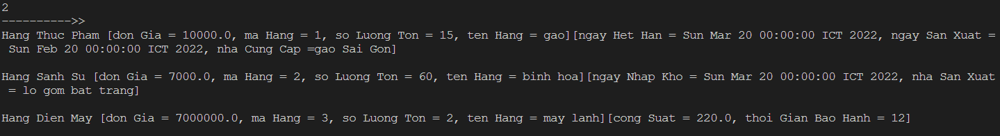 2
---------->>
Hang Thuc Pham [don Gia = 10000.0, ma Hang = 1, so Luong Ton = 15, ten Hang = gao][ngay Het Han = Sun Mar 20 00:00:00 ICT 2022, ngay San Xuat =
 Sun Feb 20 00:00:00 ICT 2022, nha Cung Cap =gao Sai Gon]

Hang Sanh Su [don Gia = 7000.0, ma Hang = 2, so Luong Ton = 60, ten Hang = binh hoa][ngay Nhap Kho = Sun Mar 20 00:00:00 ICT 2022, nha San Xuat
 = lo gom bat trang]

Hang Dien May [don Gia = 7000000.0, ma Hang = 3, so Luong Ton = 2, ten Hang = may lanh][cong Suat = 220.0, thoi Gian Bao Hanh = 12]